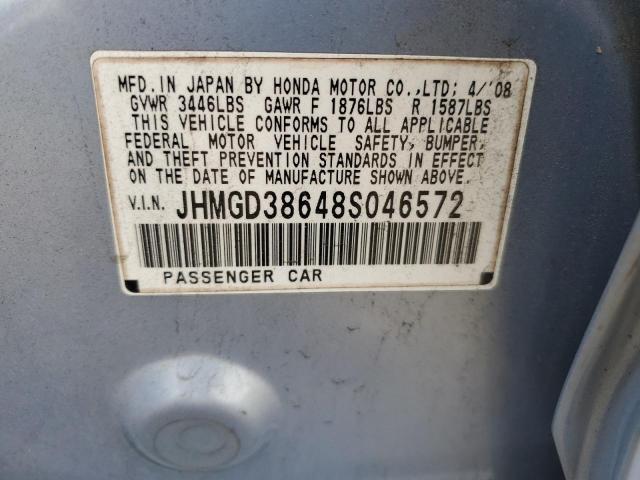 MFD. IN JAPAN BY HONDA MOTOR CO.,LTD; 4/'08
GVWR 3446LBS GAWR F 1876LBS R 1587LBS
THIS VEHICLE CONFORMS TO ALL APPLICABLE
FEDERAL MOTOR VEHICLE SAFETY, BUMPER,
AND THEFT PREVENTION STANDARDS IN EFFECT
ON THE DATE OF MANUFACTURE SHOWN ABOVE.
V.I.N. JHMGD38648S046572
PASSENGER CAR